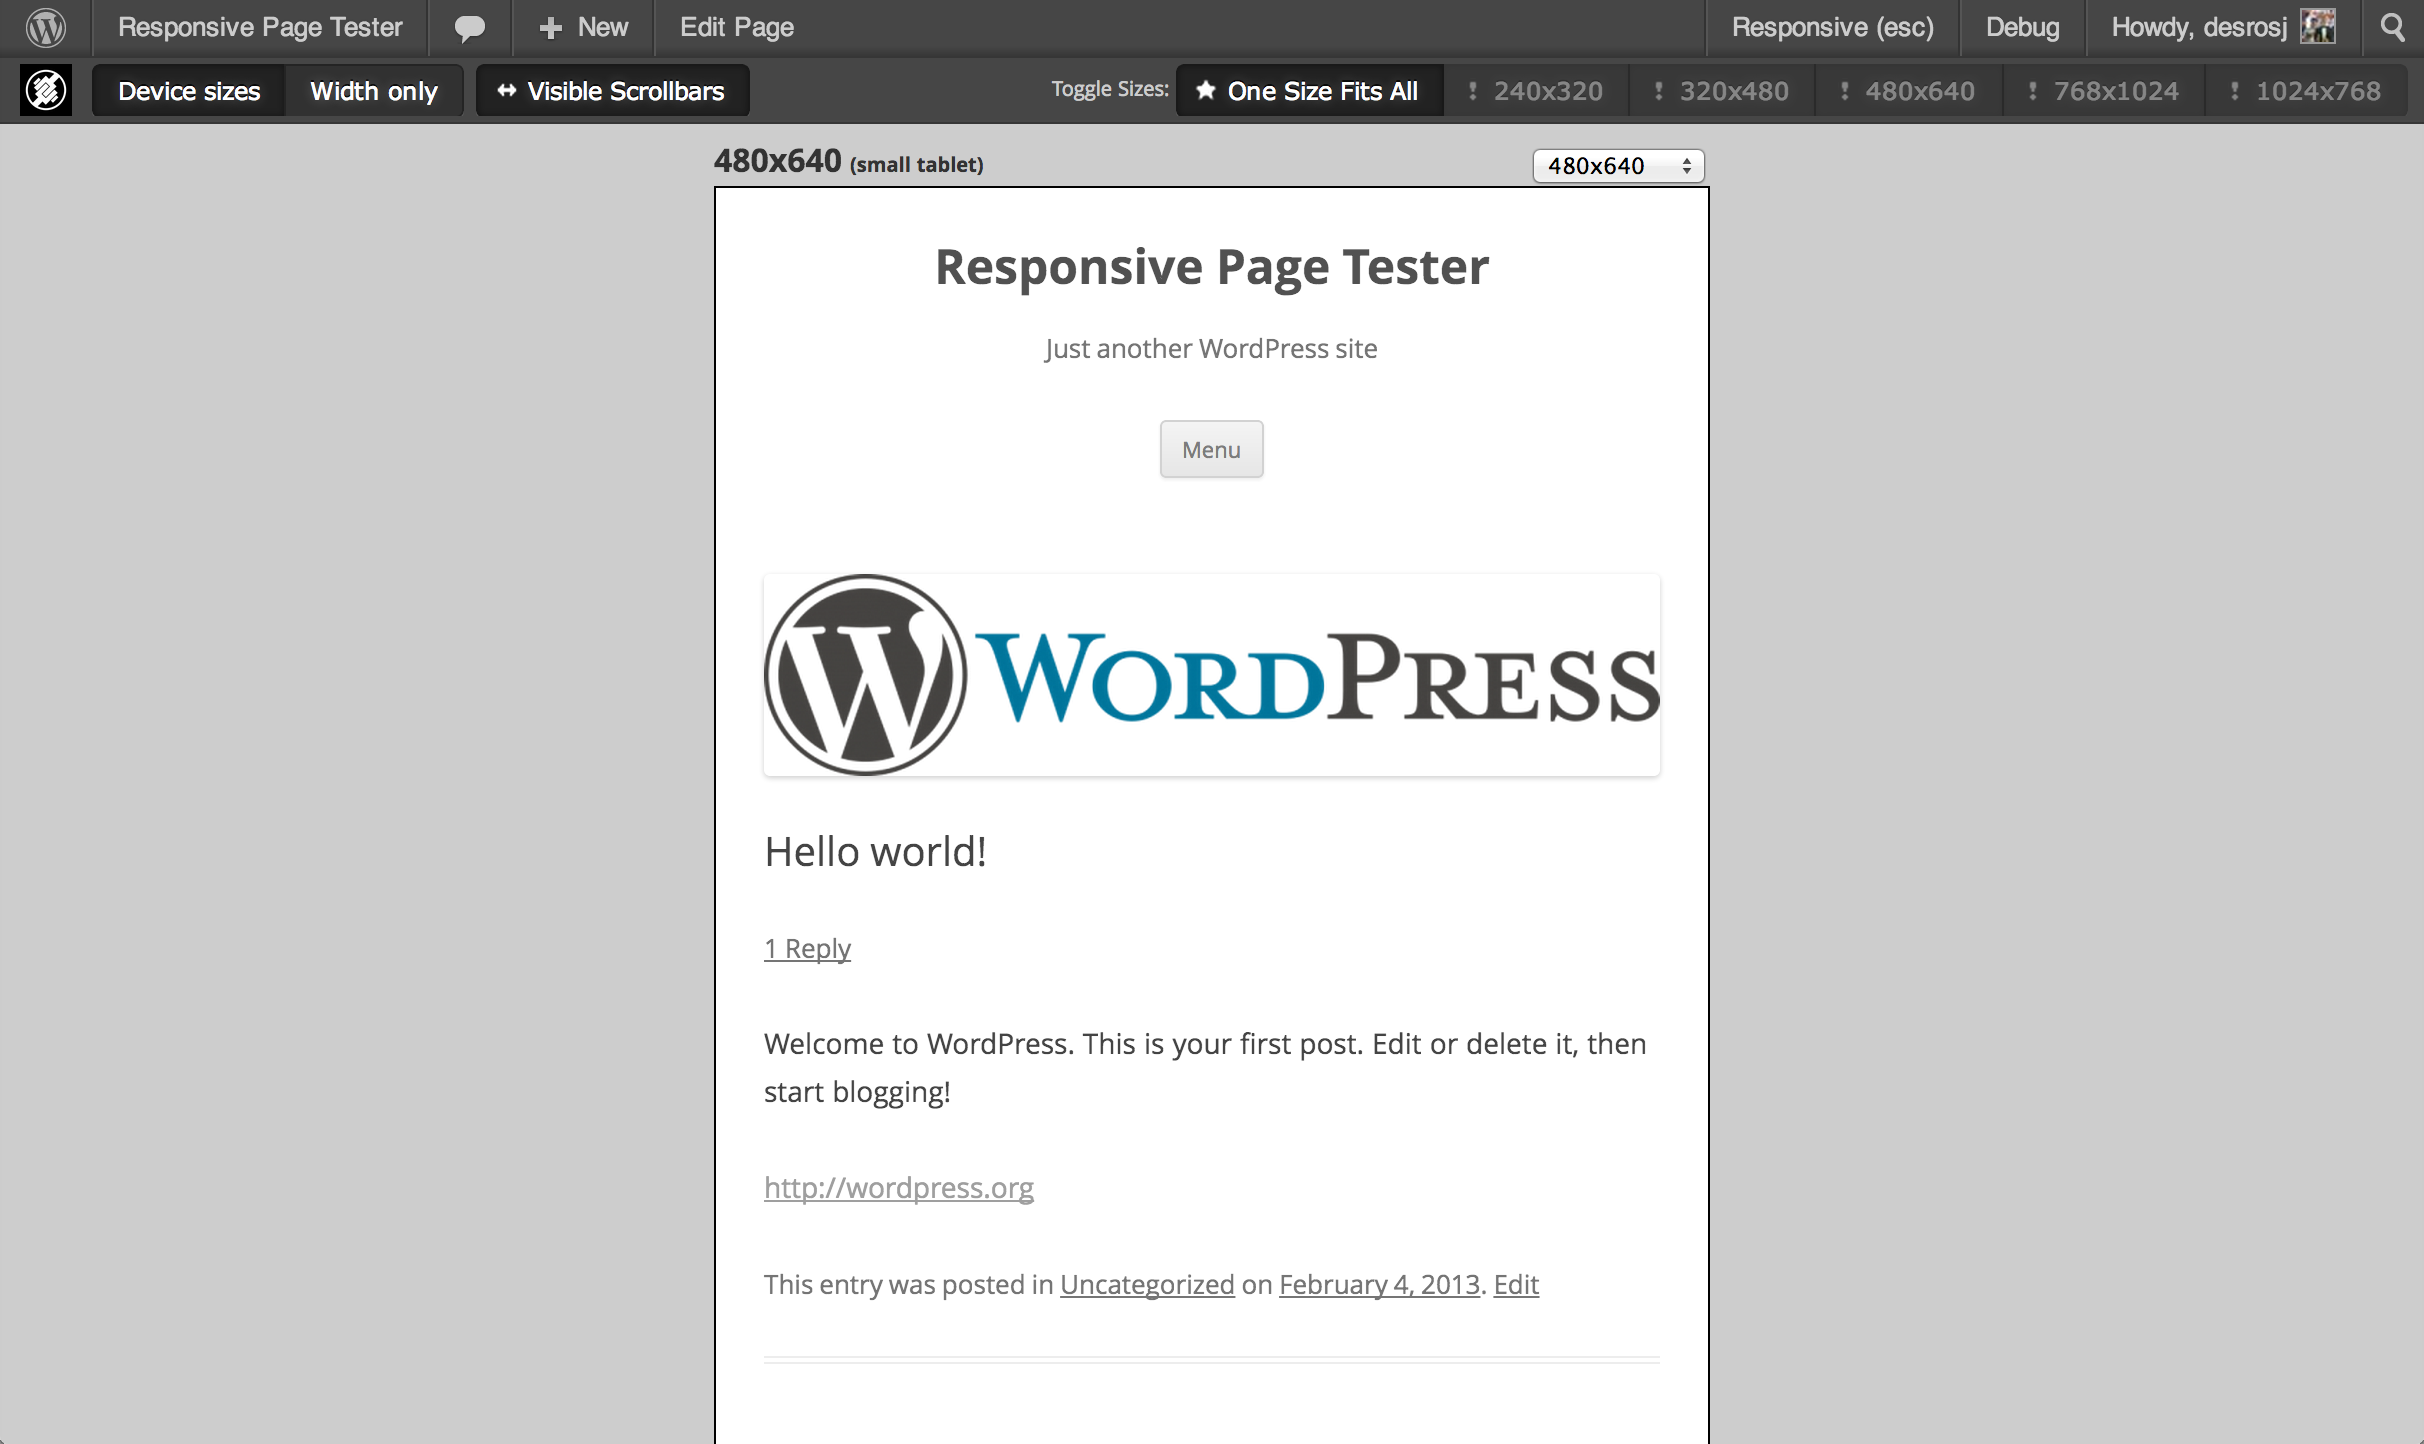 Responsive Page Tester
New
Edit Page
Responsive (esc)
Debug
Howdy, desrosj
Device sizes
Width only
Visible Scrollbars
Toggle Sizes:
One Size Fits All
240x320
320x480
480x640
768x1024
1024x768
480x640 (small tablet)
480x640
Responsive Page Tester
Just another WordPress site
Menu
WORDPRESS
Hello world!
1 Reply
Welcome to WordPress. This is your first post. Edit or delete it, then
start blogging!
http://wordpress.org
This entry was posted in Uncategorized on February 4, 2013. Edit